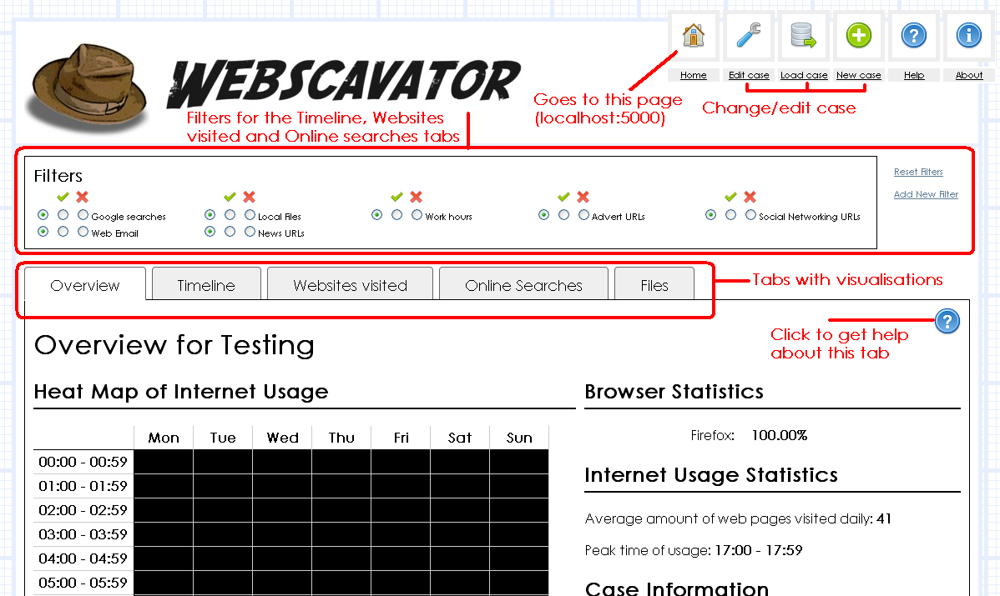 WEBSCAVATOR
Home
Edit case
Load case
New case
Help
About
Goes to this page
(localhost:5000)
Change/edit case
Filters for the Timeline, Websites
visited and Online searches tabs
Filters
Google searches
Local Files
Work hours
Advert URLs
Social Networking URLs
Web Email
News URLs
Reset Filters
Add New Filter
Overview
Timeline
Websites visited
Online Searches
Files
Tabs with visualisations
Click to get help
about this tab
Overview for Testing
Heat Map of Internet Usage
Mon Tue Wed Thu Fri Sat Sun
00:00 - 00:59
01:00 - 01:59
02:00 - 02:59
03:00 - 03:59
04:00 - 04:59
05:00 - 05:59
Browser Statistics
Firefox: 100.00%
Internet Usage Statistics
Average amount of web pages visited daily: 41
Peak time of usage: 17:00 - 17:59
Case Information